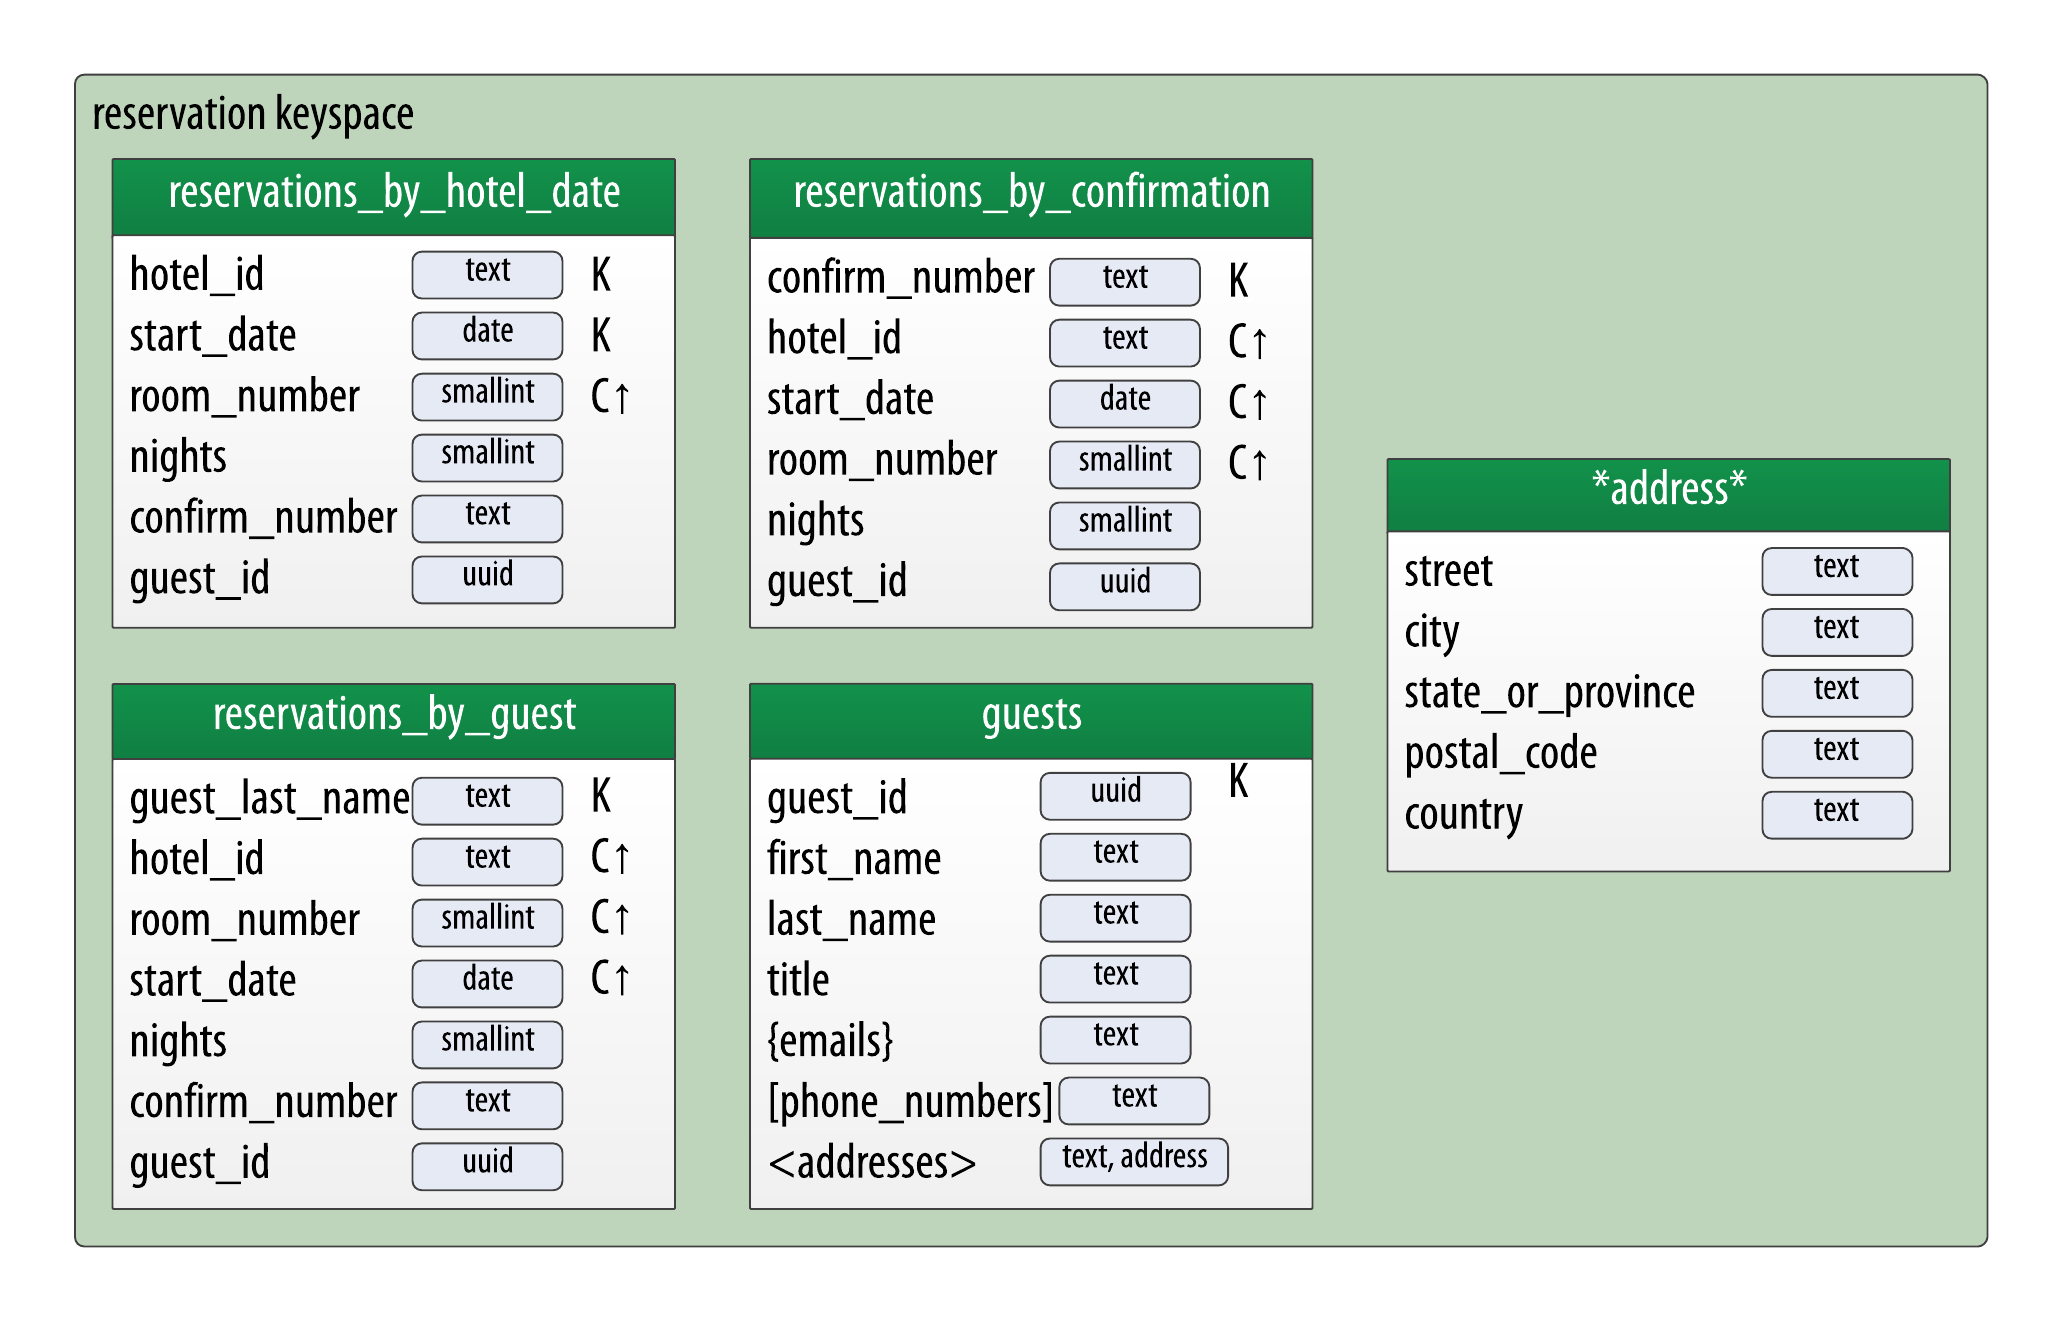 reservation keyspace
reservations_by_hotel_date
hotel_id text K
start_date date K
room_number smallint C↑
nights smallint
confirm_number text
guest_id uuid
reservations_by_confirmation
confirm_number text K
hotel_id text C↑
start_date date C↑
room_number smallint C↑
nights smallint
guest_id uuid
reservations_by_guest
guest_last_name text K
hotel_id text C↑
room_number smallint C↑
start_date date C↑
nights smallint
confirm_number text
guest_id uuid
guests
guest_id uuid K
first_name text
last_name text
title text
{emails} text
[phone_numbers] text
<addresses> text, address
*address*
street text
city text
state_or_province text
postal_code text
country text